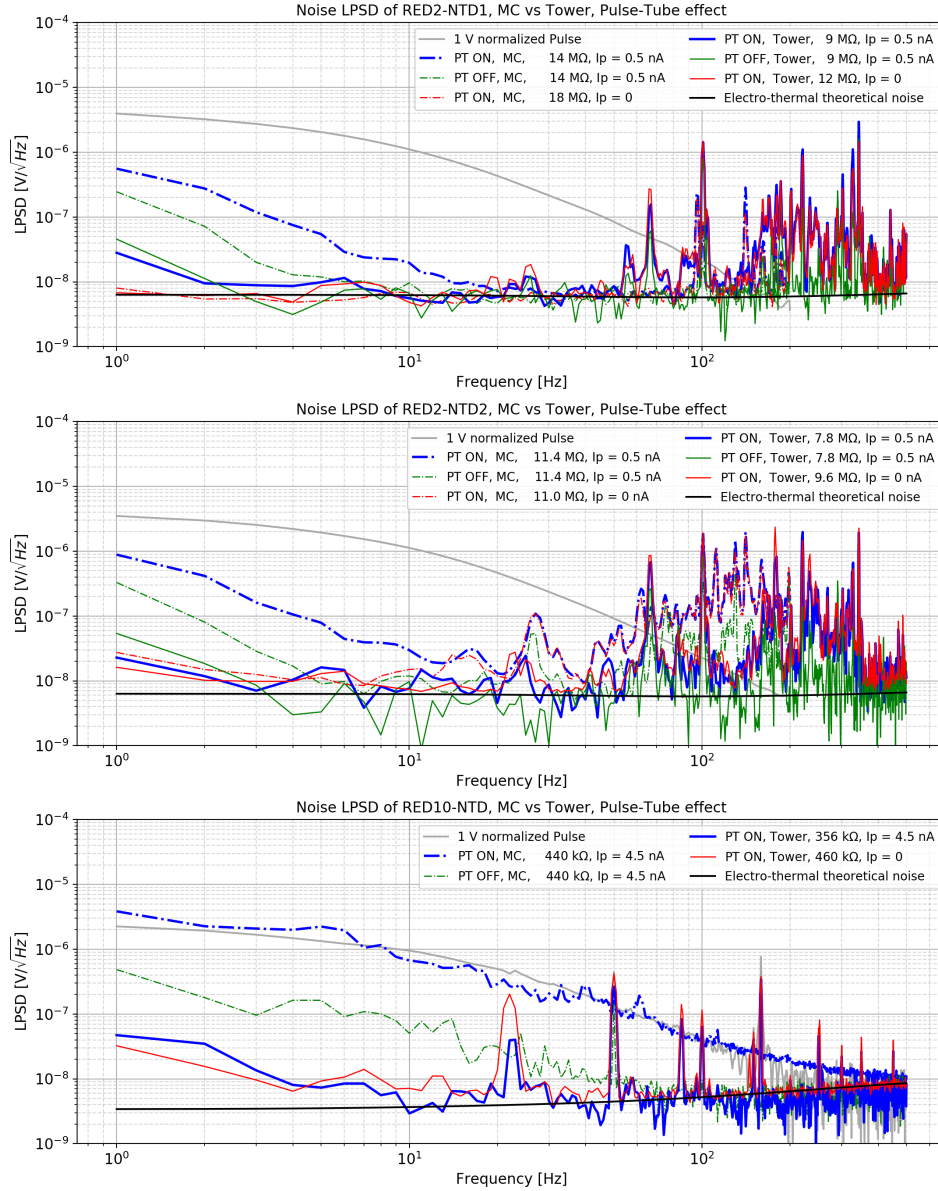 Noise LPSD of RED2-NTD1, MC vs Tower, Pulse-Tube effect
10⁻⁴
10⁻⁵
10⁻⁶
10⁻⁷
10⁻⁸
10⁻⁹
LPSD [V/√Hz]
1 V normalized Pulse
PT ON, MC, 14 MΩ, Ip = 0.5 nA
PT OFF, MC, 14 MΩ, Ip = 0.5 nA
PT ON, MC, 18 MΩ, Ip = 0
PT ON, Tower, 9 MΩ, Ip = 0.5 nA
PT OFF, Tower, 9 MΩ, Ip = 0.5 nA
PT ON, Tower, 12 MΩ, Ip = 0
Electro-thermal theoretical noise
10⁰ 10¹ 10²
Frequency [Hz]
Noise LPSD of RED2-NTD2, MC vs Tower, Pulse-Tube effect
10⁻⁴
10⁻⁵
10⁻⁶
10⁻⁷
10⁻⁸
10⁻⁹
LPSD [V/√Hz]
1 V normalized Pulse
PT ON, MC, 11.4 MΩ, Ip = 0.5 nA
PT OFF, MC, 11.4 MΩ, Ip = 0.5 nA
PT ON, MC, 11.0 MΩ, Ip = 0 nA
PT ON, Tower, 7.8 MΩ, Ip = 0.5 nA
PT OFF, Tower, 7.8 MΩ, Ip = 0.5 nA
PT ON, Tower, 9.6 MΩ, Ip = 0 nA
Electro-thermal theoretical noise
10⁰ 10¹ 10²
Frequency [Hz]
Noise LPSD of RED10-NTD, MC vs Tower, Pulse-Tube effect
10⁻⁴
10⁻⁵
10⁻⁶
10⁻⁷
10⁻⁸
10⁻⁹
LPSD [V/√Hz]
1 V normalized Pulse
PT ON, MC, 440 kΩ, Ip = 4.5 nA
PT OFF, MC, 440 kΩ, Ip = 4.5 nA
PT ON, Tower, 356 kΩ, Ip = 4.5 nA
PT ON, Tower, 460 kΩ, Ip = 0
Electro-thermal theoretical noise
10⁰ 10¹ 10²
Frequency [Hz]